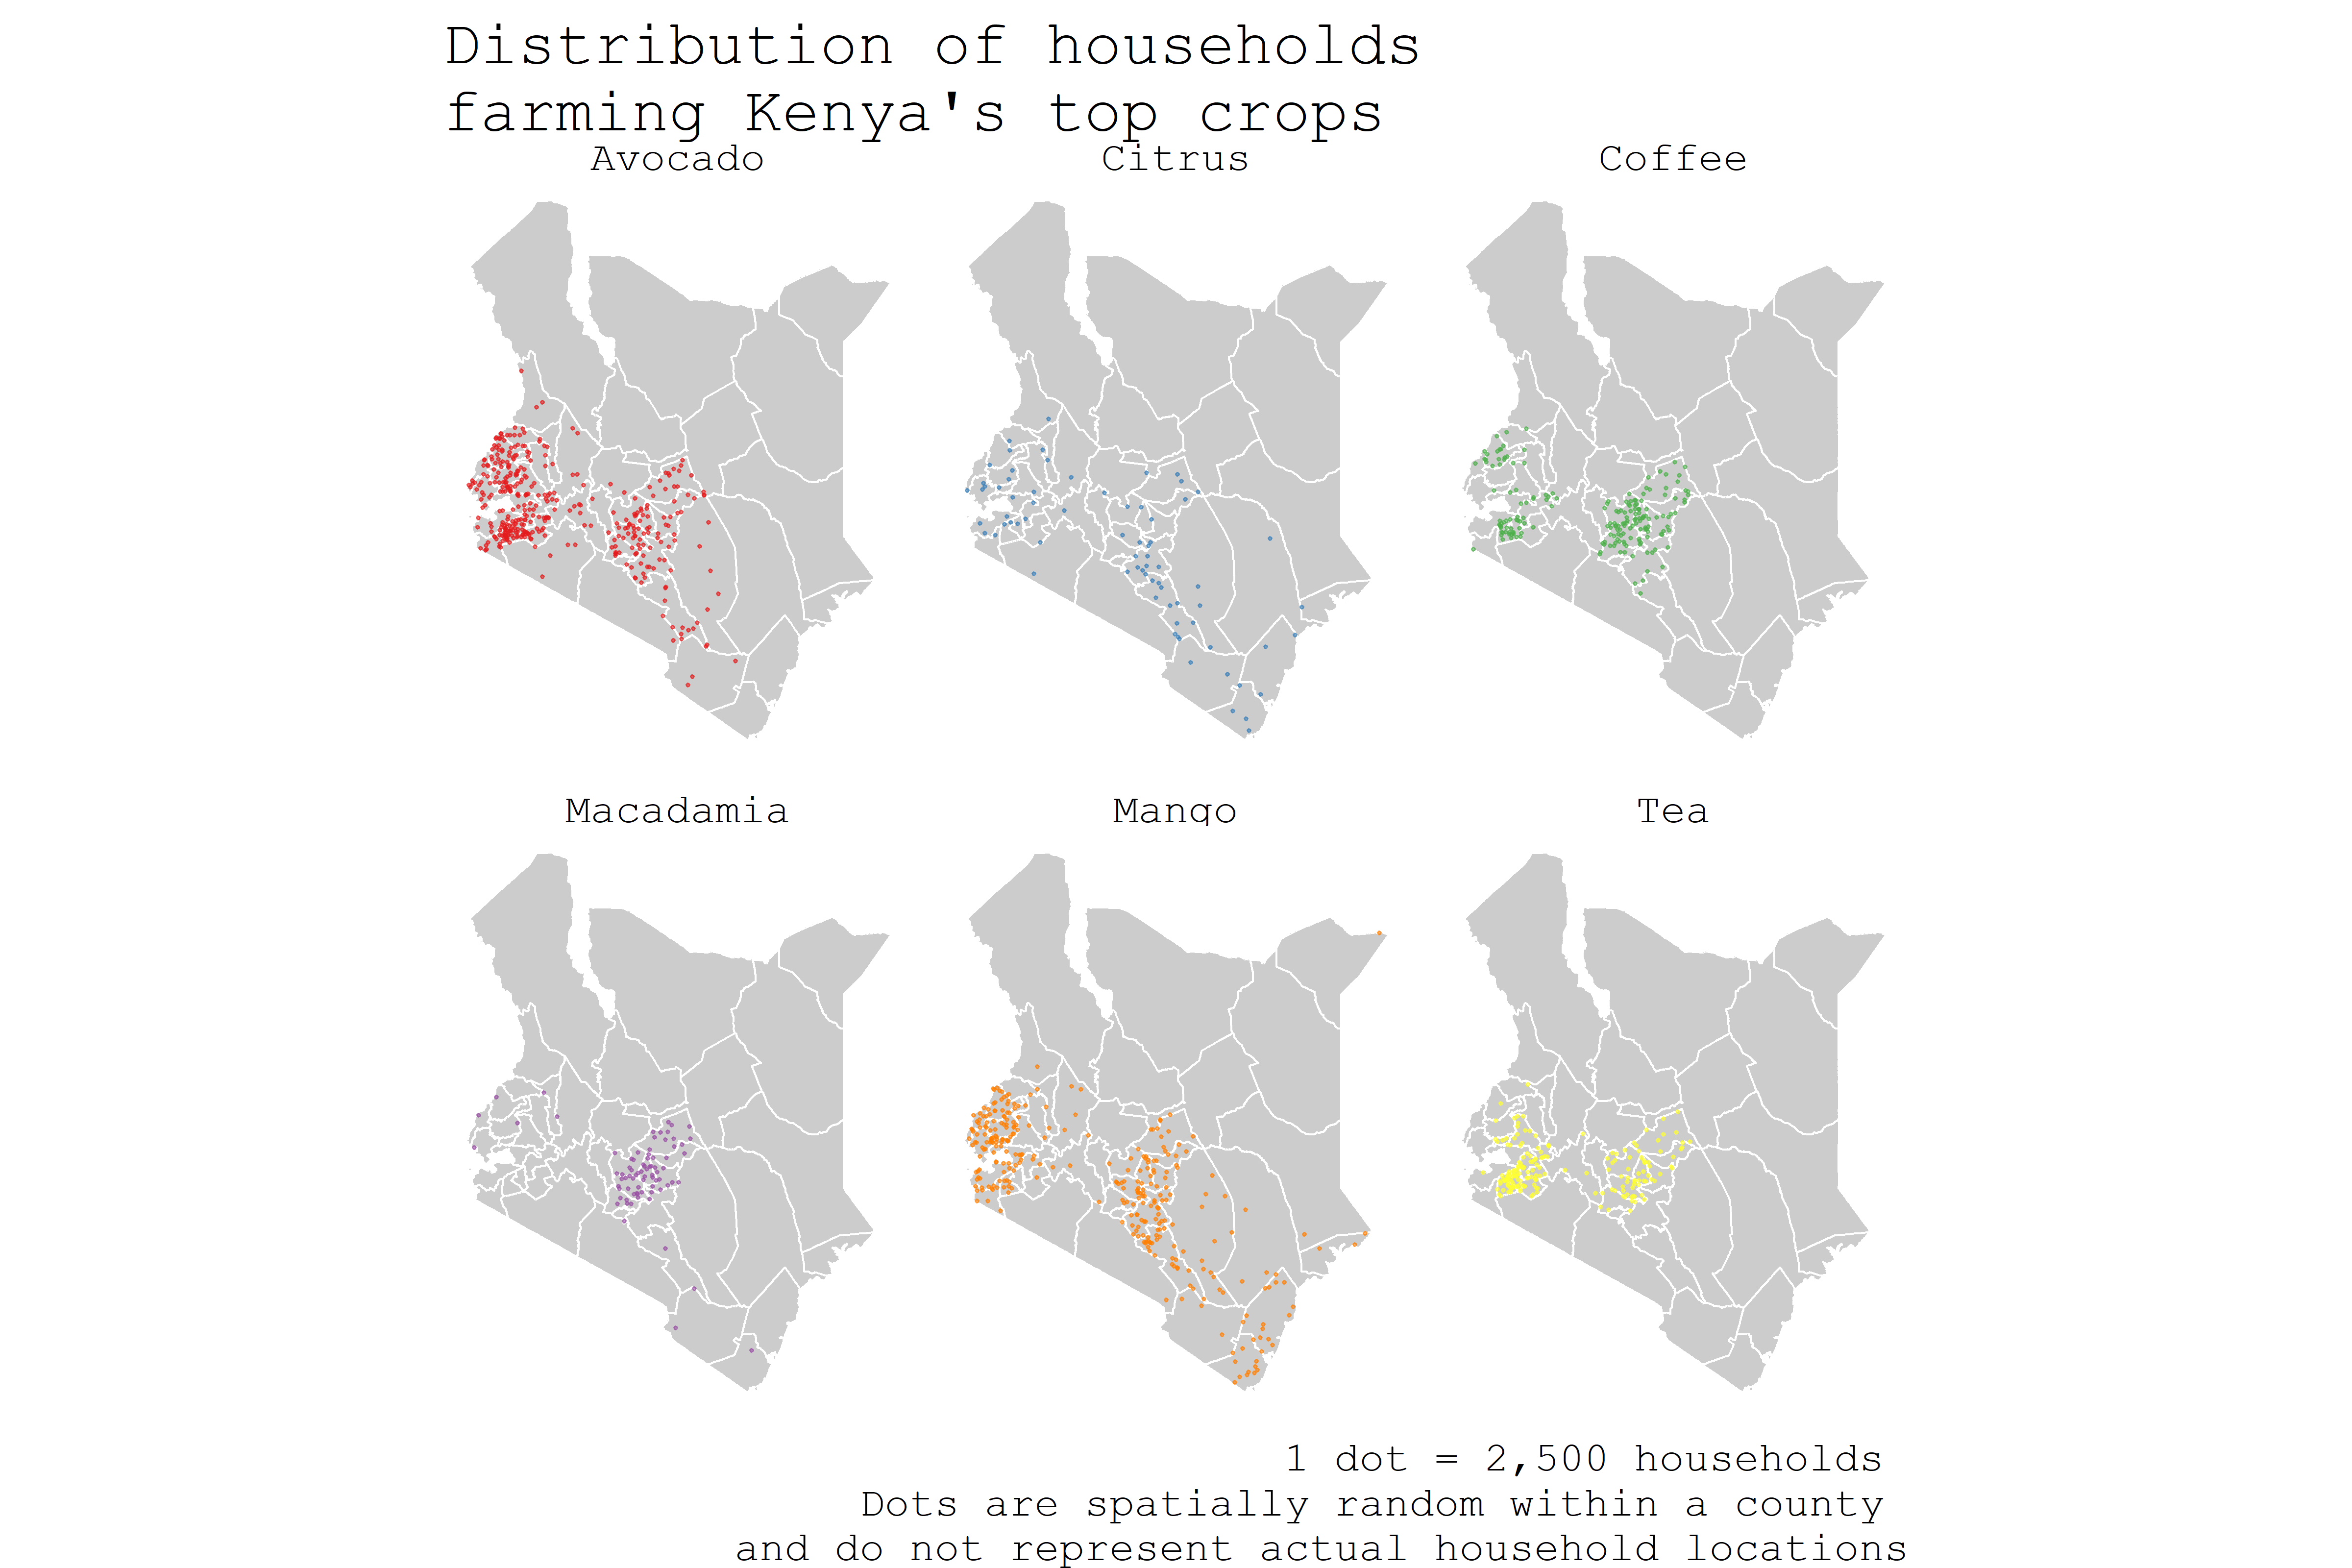 Distribution of households
farming Kenya's top crops
Avocado
Citrus
Coffee
Macadamia
Mango
Tea
1 dot = 2,500 households
Dots are spatially random within a county
and do not represent actual household locations